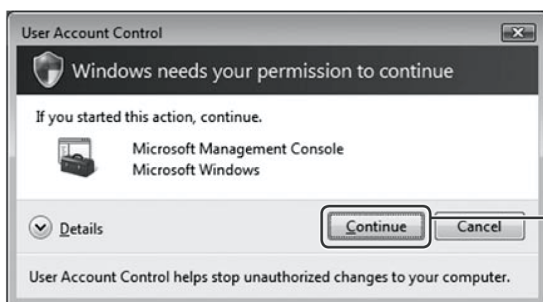 User Account Control
Windows needs your permission to continue
If you started this action, continue.
Microsoft Management Console
Microsoft Windows
Details
Continue
Cancel
User Account Control helps stop unauthorized changes to your computer.